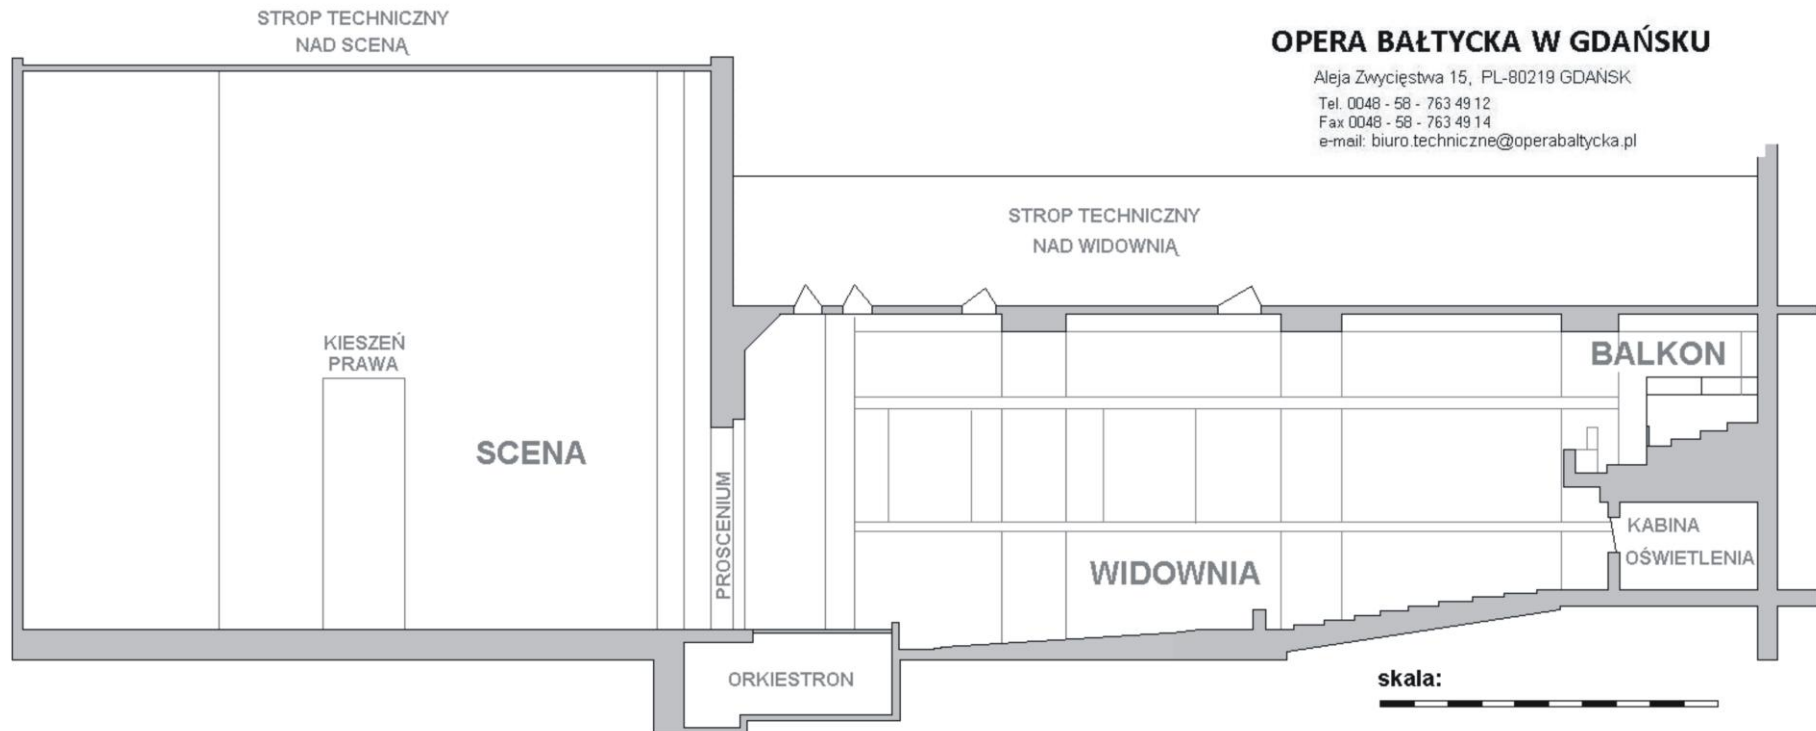 STROP TECHNICZNY
NAD SCENĄ
OPERA BAŁTYCKA W GDAŃSKU
Aleja Zwycięstwa 15, PL-80219 GDAŃSK
Tel. 0048 - 58 - 763 49 12
Fax 0048 - 58 - 763 49 14
e-mail: biuro.techniczne@operabaltycka.pl
STROP TECHNICZNY
NAD WIDOWNIĄ
KIESZEŃ
PRAWA
BALKON
SCENA
PROSCENIUM
KABINA
OŚWIETLENIA
WIDOWNIA
ORKIESTRON
skala: